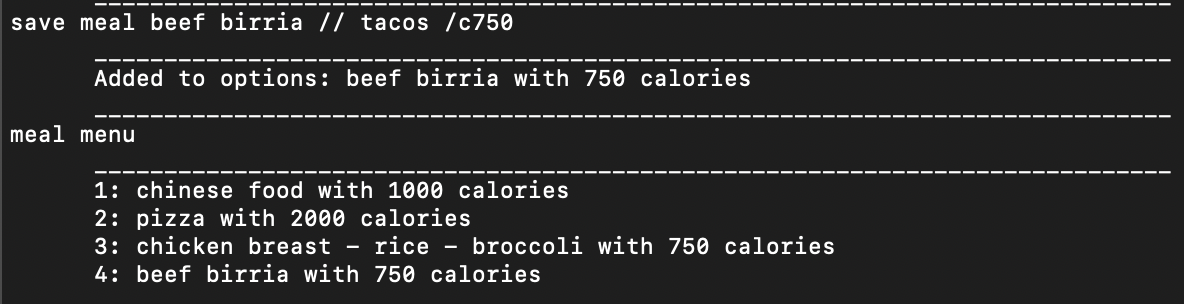 save meal beef birria // tacos /c750
Added to options: beef birria with 750 calories
meal menu
1: chinese food with 1000 calories
2: pizza with 2000 calories
3: chicken breast – rice – broccoli with 750 calories
4: beef birria with 750 calories